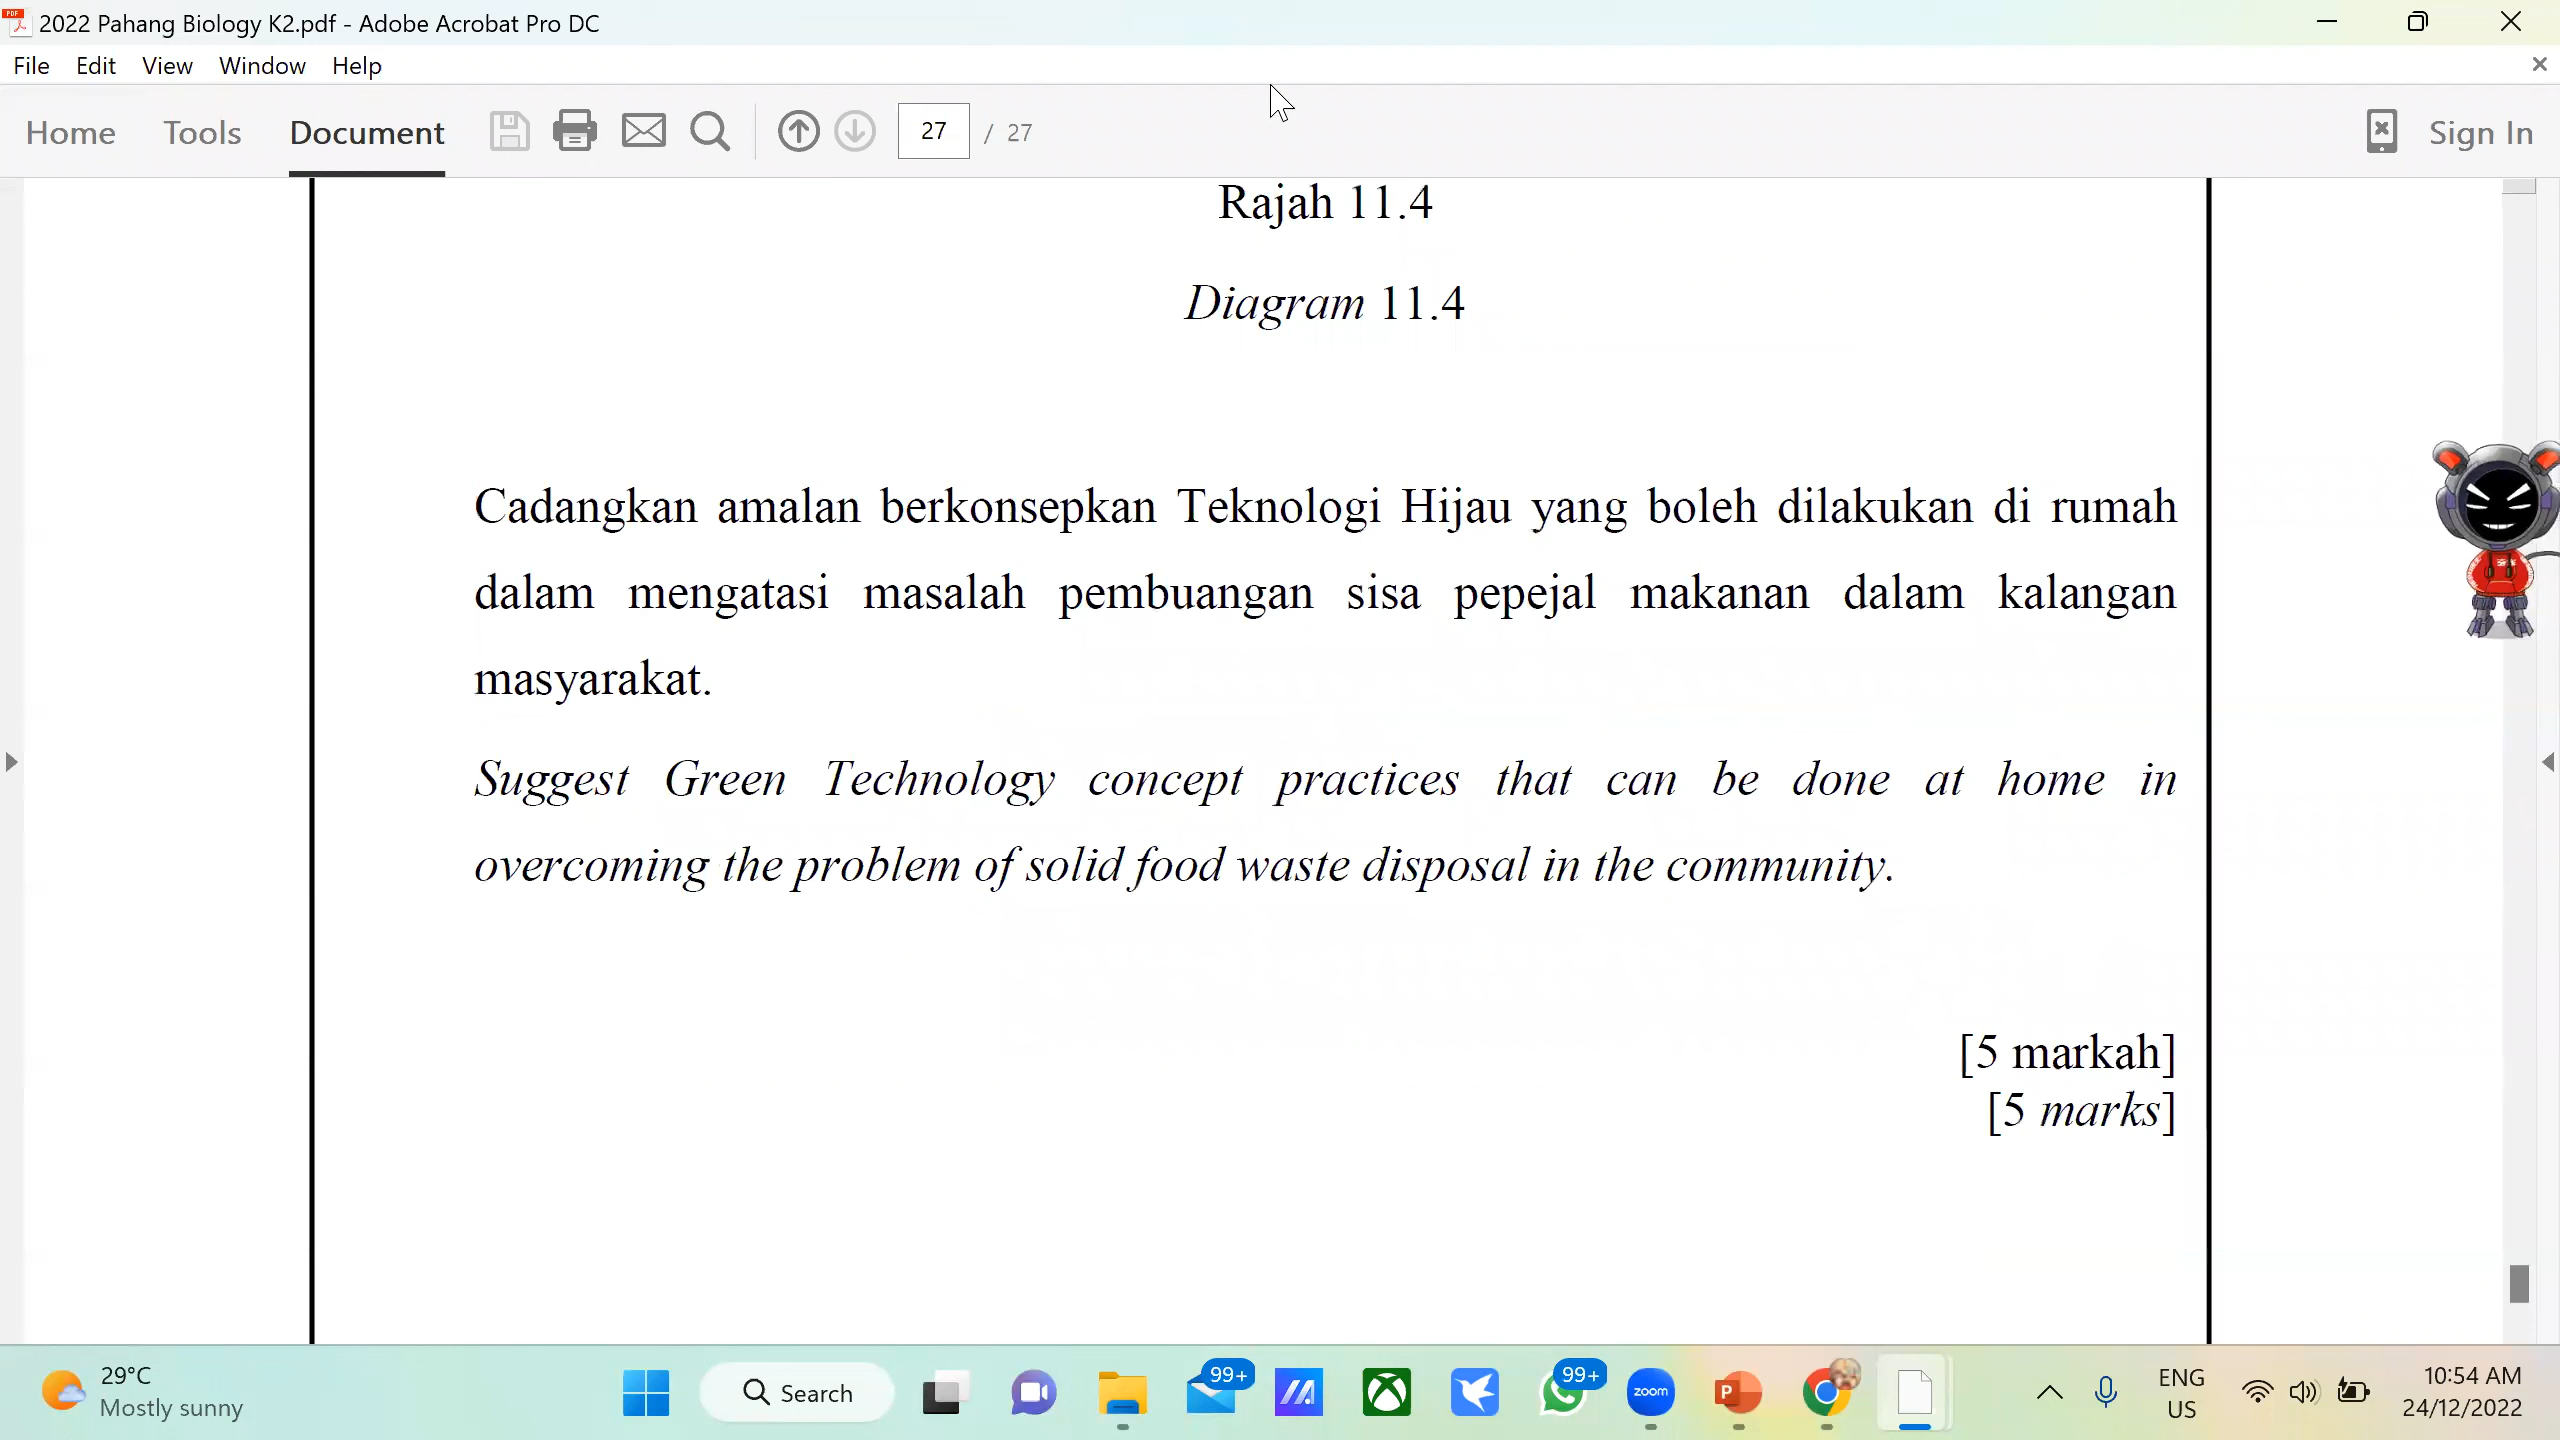 2022 Pahang Biology K2.pdf - Adobe Acrobat Pro DC
File Edit View Window Help
Home Tools Document 27 / 27 Sign In
Rajah 11.4
Diagram 11.4
Cadangkan amalan berkonsepkan Teknologi Hijau yang boleh dilakukan di rumah
dalam mengatasi masalah pembuangan sisa pepejal makanan dalam kalangan
masyarakat.
Suggest Green Technology concept practices that can be done at home in
overcoming the problem of solid food waste disposal in the community.
[5 markah]
[5 marks]
29°C
Mostly sunny
Search
99+
99+
zoom
ENG
US
10:54 AM
24/12/2022